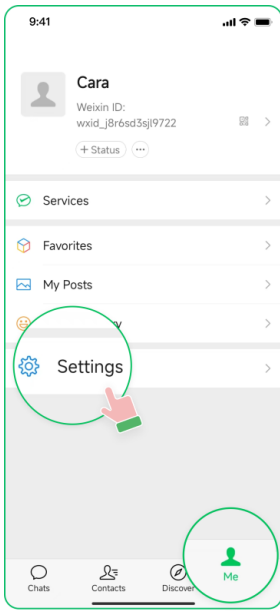 9:41
Cara
Weixin ID:
wxid_j8r6sd3sjl9722
+ Status
Services
Favorites
My Posts
Settings
Chats
Contacts
Discover
Me